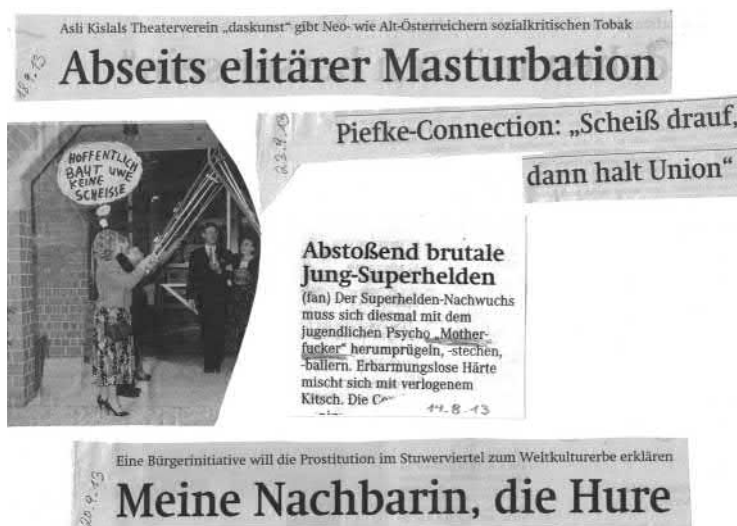 Asli Kislals Theaterverein „daskunst“ gibt Neo- wie Alt-Österreichern sozialkritischen Tobak
Abseits elitärer Masturbation
18.9.13
Piefke-Connection: „Scheiß drauf,
dann halt Union“
23.9.13
HOFFENTLICH
BAUT UWE
KEINE
SCHEISSE
Abstoßend brutale
Jung-Superhelden
(fan) Der Superhelden-Nachwuchs
muss sich diesmal mit dem
jugendlichen Psycho „Mother-
fucker“ herumprügeln, -stechen,
-ballern. Erbarmungslose Härte
mischt sich mit verlogenem
Kitsch. Die
14.8.13
Eine Bürgerinitiative will die Prostitution im Stuwerviertel zum Weltkulturerbe erklären
Meine Nachbarin, die Hure
20.9.13